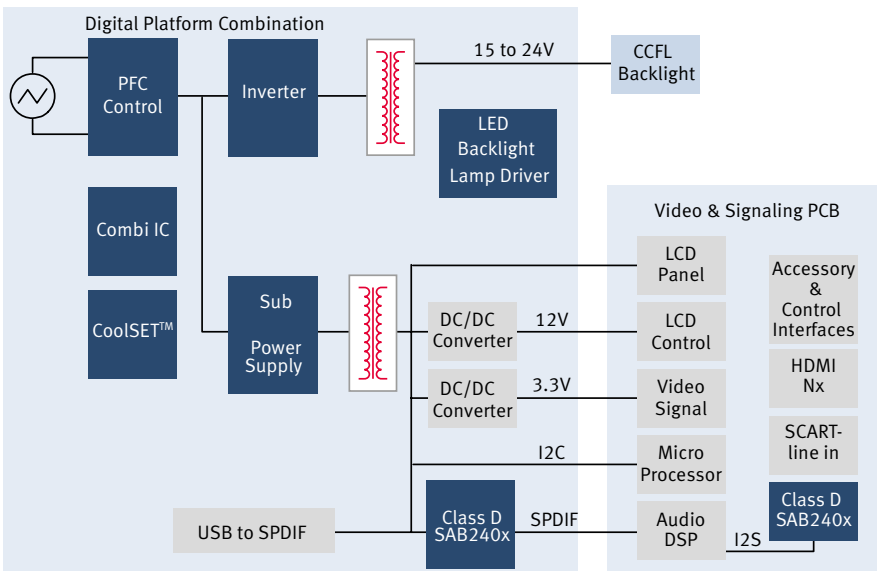 Digital Platform Combination
PFC
Control
Inverter
15 to 24V
CCFL
Backlight
LED
Backlight
Lamp Driver
Combi IC
CoolSET™
Sub
Power
Supply
DC/DC
Converter
12V
DC/DC
Converter
3.3V
I2C
USB to SPDIF
Class D
SAB240x
SPDIF
Video & Signaling PCB
LCD
Panel
LCD
Control
Video
Signal
Micro
Processor
Audio
DSP
I2S
Accessory
&
Control
Interfaces
HDMI
Nx
SCART-
line in
Class D
SAB240x